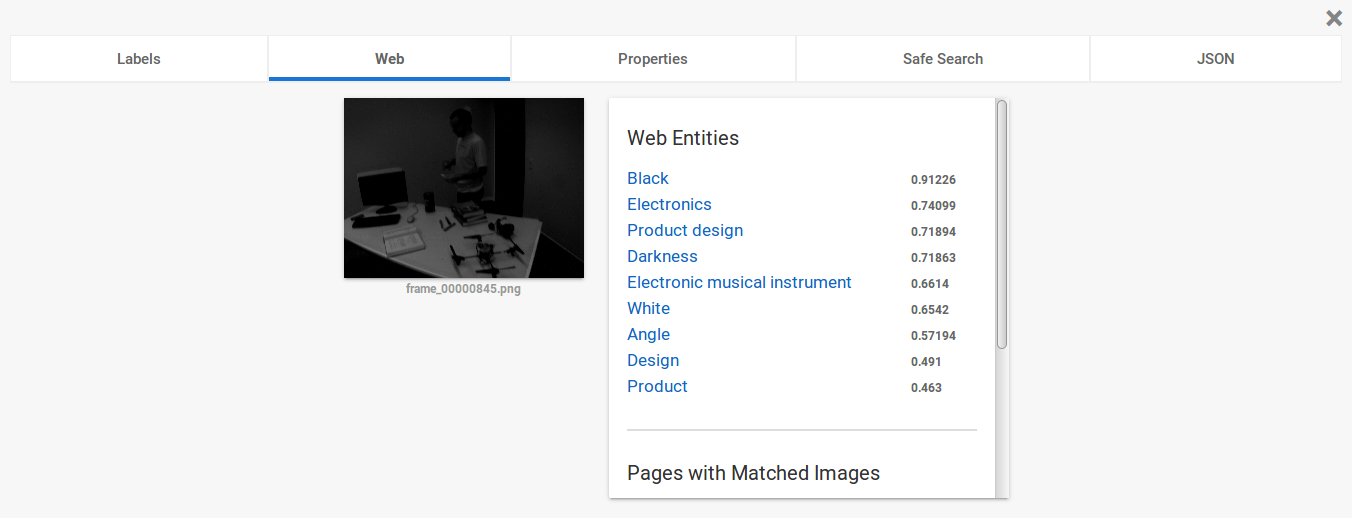 Labels
Web
Properties
Safe Search
JSON
frame_00000845.png
Web Entities
Black 0.91226
Electronics 0.74099
Product design 0.71894
Darkness 0.71863
Electronic musical instrument 0.6614
White 0.6542
Angle 0.57194
Design 0.491
Product 0.463
Pages with Matched Images